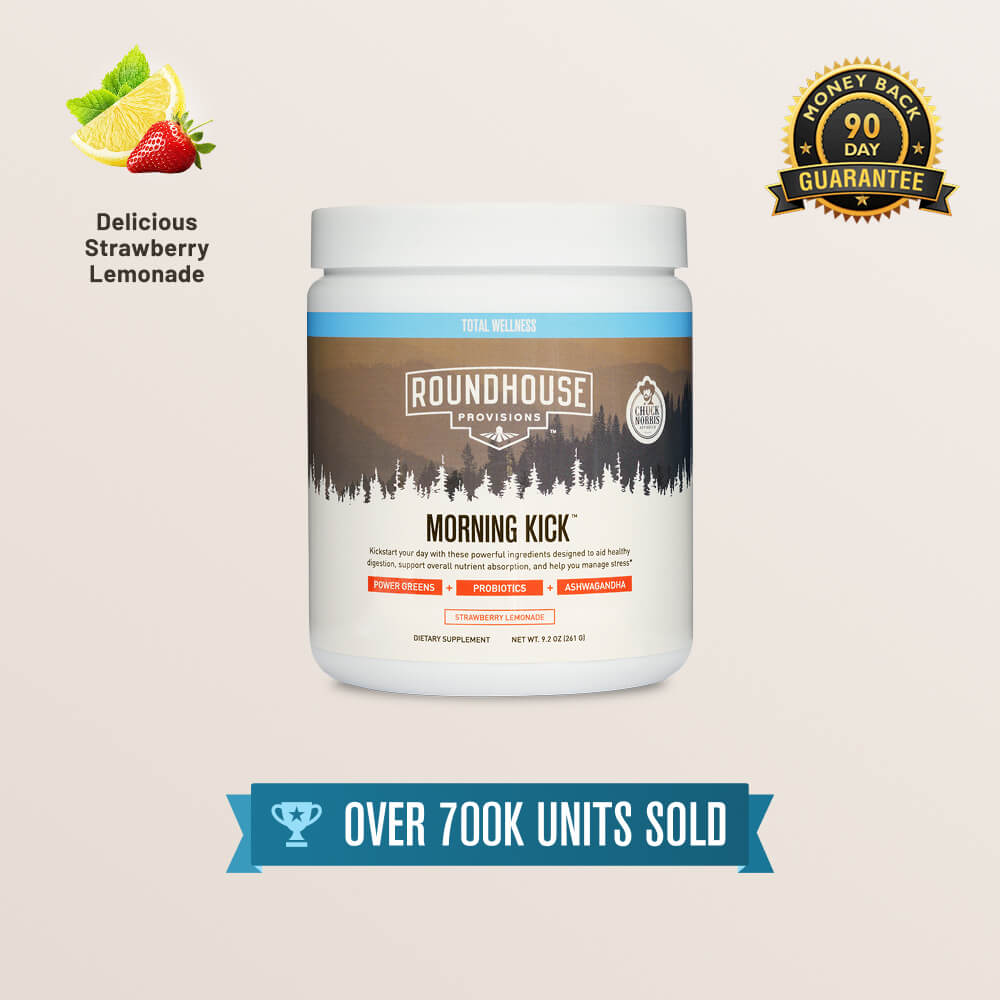 Delicious
Strawberry
Lemonade
MONEY BACK
90
DAY
GUARANTEE
TOTAL WELLNESS
ROUNDHOUSE
PROVISIONS™
CHUCK
NORRIS
MORNING KICK™
Kickstart your day with these powerful ingredients designed to aid healthy
digestion, support overall nutrient absorption, and help you manage stress*
POWER GREENS + PROBIOTICS + ASHWAGANDHA
STRAWBERRY LEMONADE
DIETARY SUPPLEMENT NET WT. 9.2 OZ (261 G)
OVER 700K UNITS SOLD